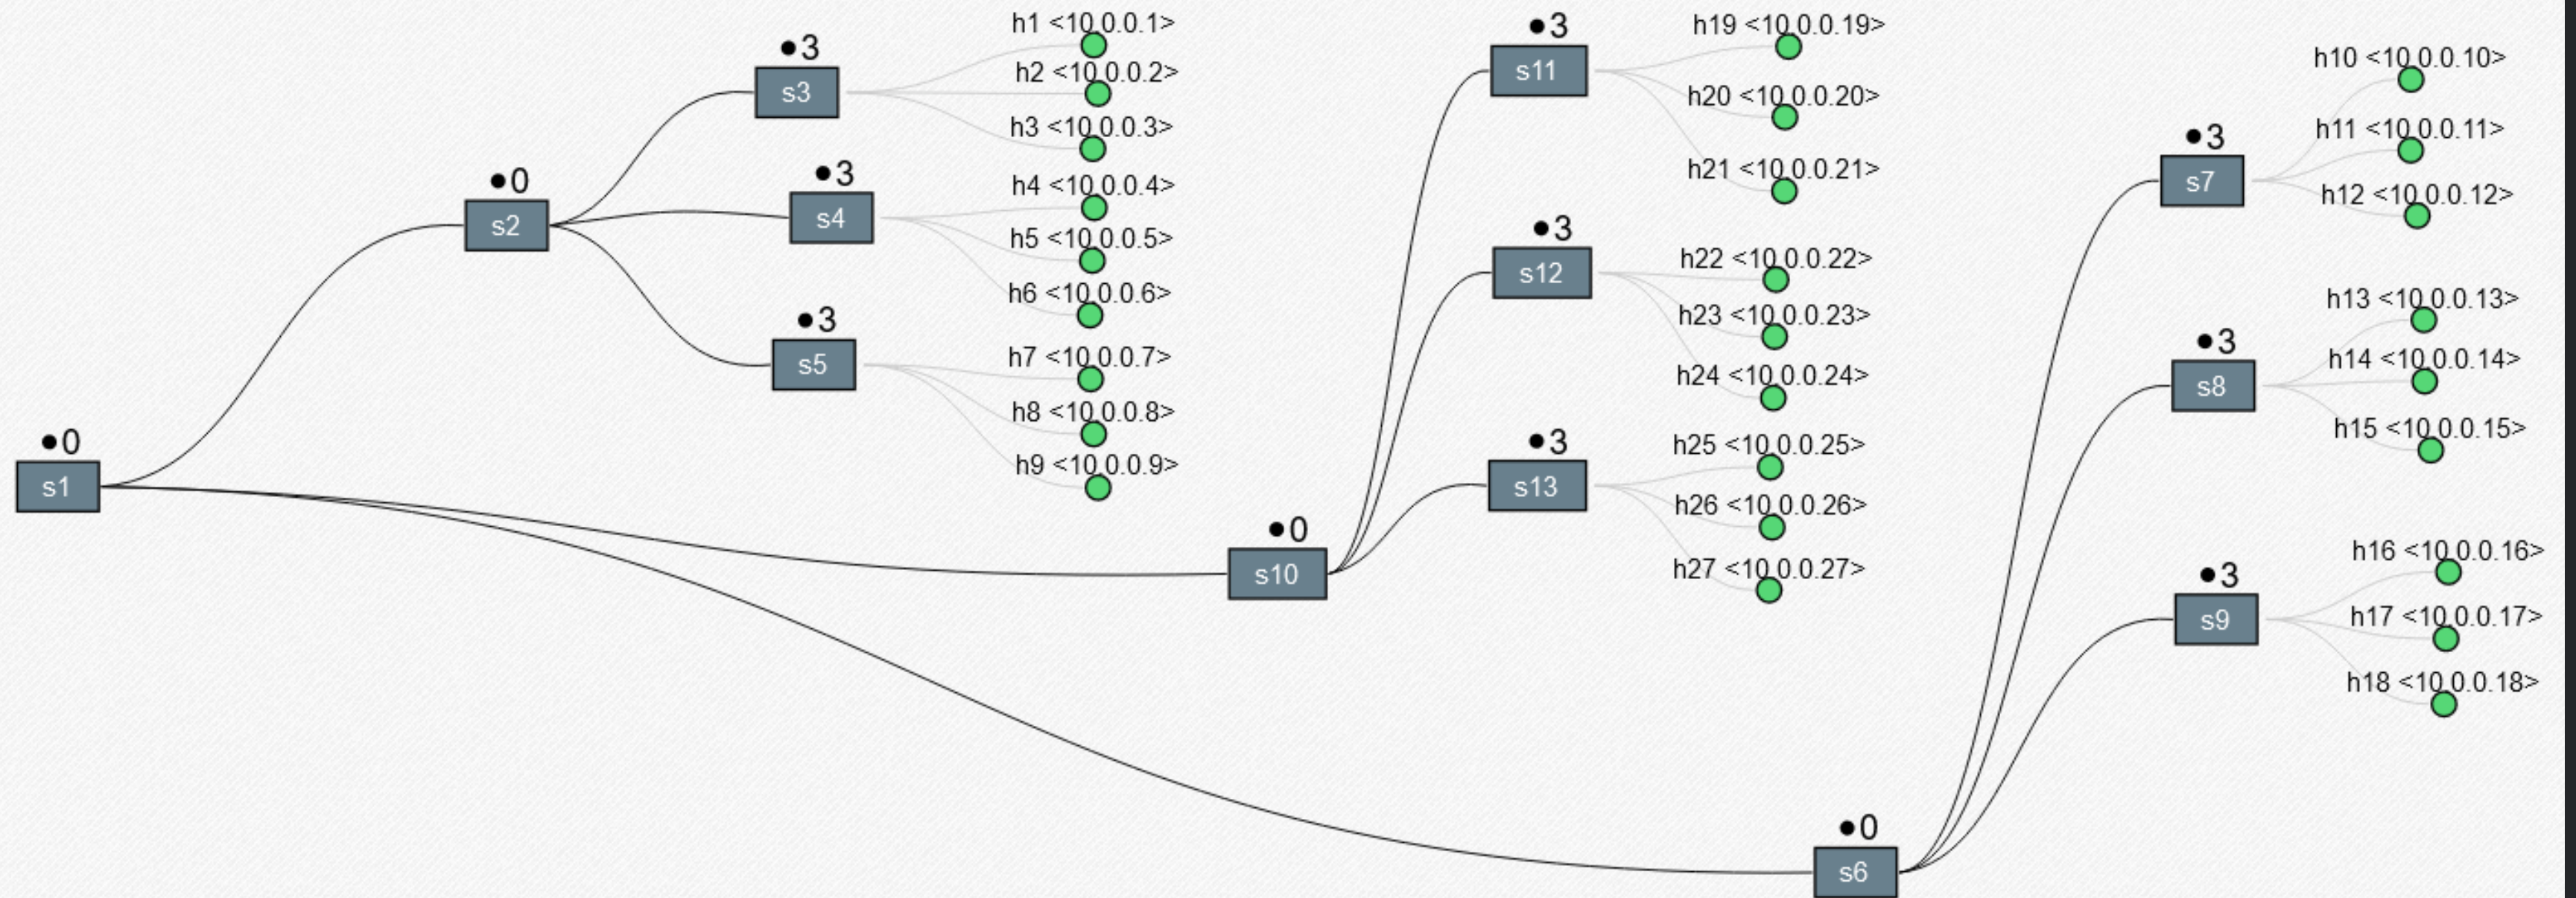 ●3
s3
h1 <10.0.0.1>
h2 <10.0.0.2>
h3 <10.0.0.3>
●3
s4
h4 <10.0.0.4>
h5 <10.0.0.5>
h6 <10.0.0.6>
●3
s5
h7 <10.0.0.7>
h8 <10.0.0.8>
h9 <10.0.0.9>
●0
s2
●0
s1
●3
s11
h19 <10.0.0.19>
h20 <10.0.0.20>
h21 <10.0.0.21>
●3
s12
h22 <10.0.0.22>
h23 <10.0.0.23>
h24 <10.0.0.24>
●3
s13
h25 <10.0.0.25>
h26 <10.0.0.26>
h27 <10.0.0.27>
●0
s10
●3
s7
h10 <10.0.0.10>
h11 <10.0.0.11>
h12 <10.0.0.12>
●3
s8
h13 <10.0.0.13>
h14 <10.0.0.14>
h15 <10.0.0.15>
●3
s9
h16 <10.0.0.16>
h17 <10.0.0.17>
h18 <10.0.0.18>
●0
s6